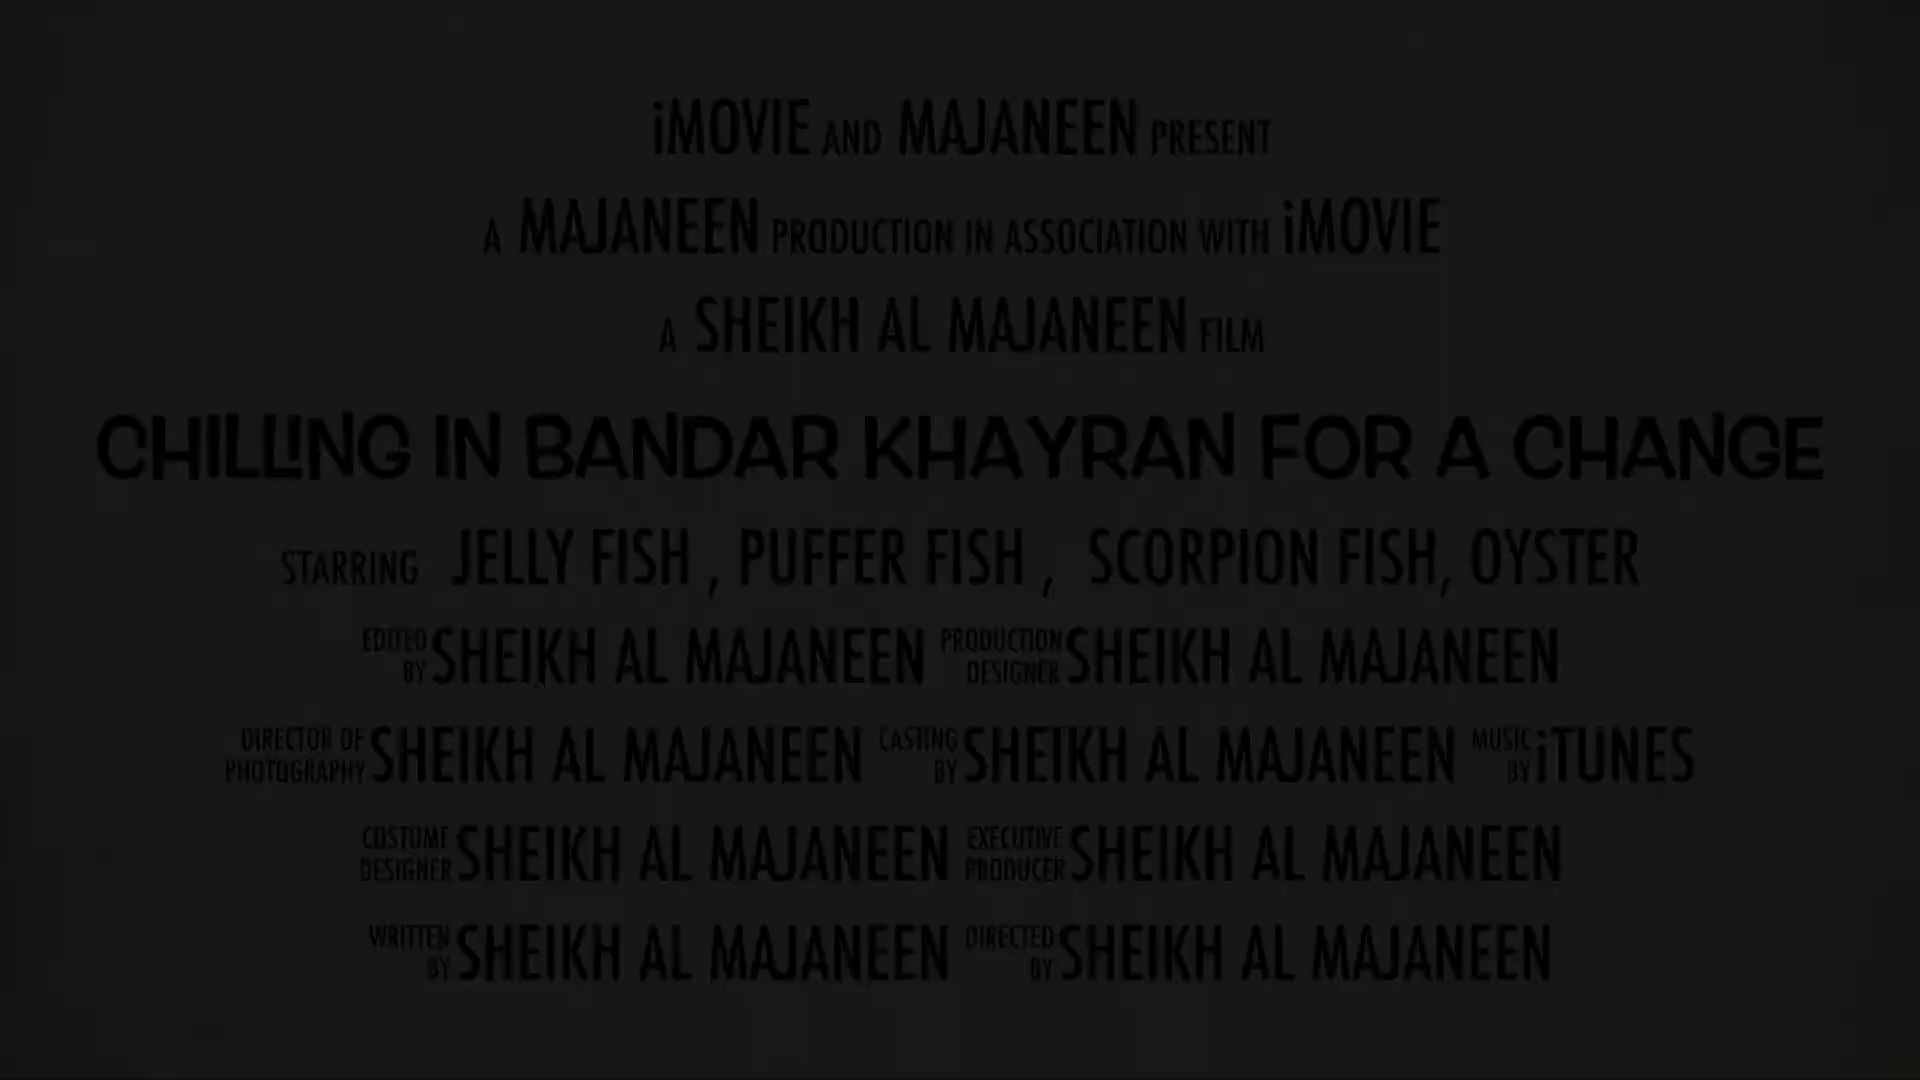 iMOVIE AND MAJANEEN PRESENT
A MAJANEEN PRODUCTION IN ASSOCIATION WITH iMOVIE
A SHEIKH AL MAJANEEN FILM
CHILLING IN BANDAR KHAYRAN FOR A CHANGE
STARRING JELLY FISH , PUFFER FISH , SCORPION FISH, OYSTER
EDITED BY SHEIKH AL MAJANEEN PRODUCTION DESIGNER SHEIKH AL MAJANEEN
DIRECTOR OF PHOTOGRAPHY SHEIKH AL MAJANEEN CASTING BY SHEIKH AL MAJANEEN MUSIC BY iTUNES
COSTUME DESIGNER SHEIKH AL MAJANEEN EXECUTIVE PRODUCER SHEIKH AL MAJANEEN
WRITTEN BY SHEIKH AL MAJANEEN DIRECTED BY SHEIKH AL MAJANEEN